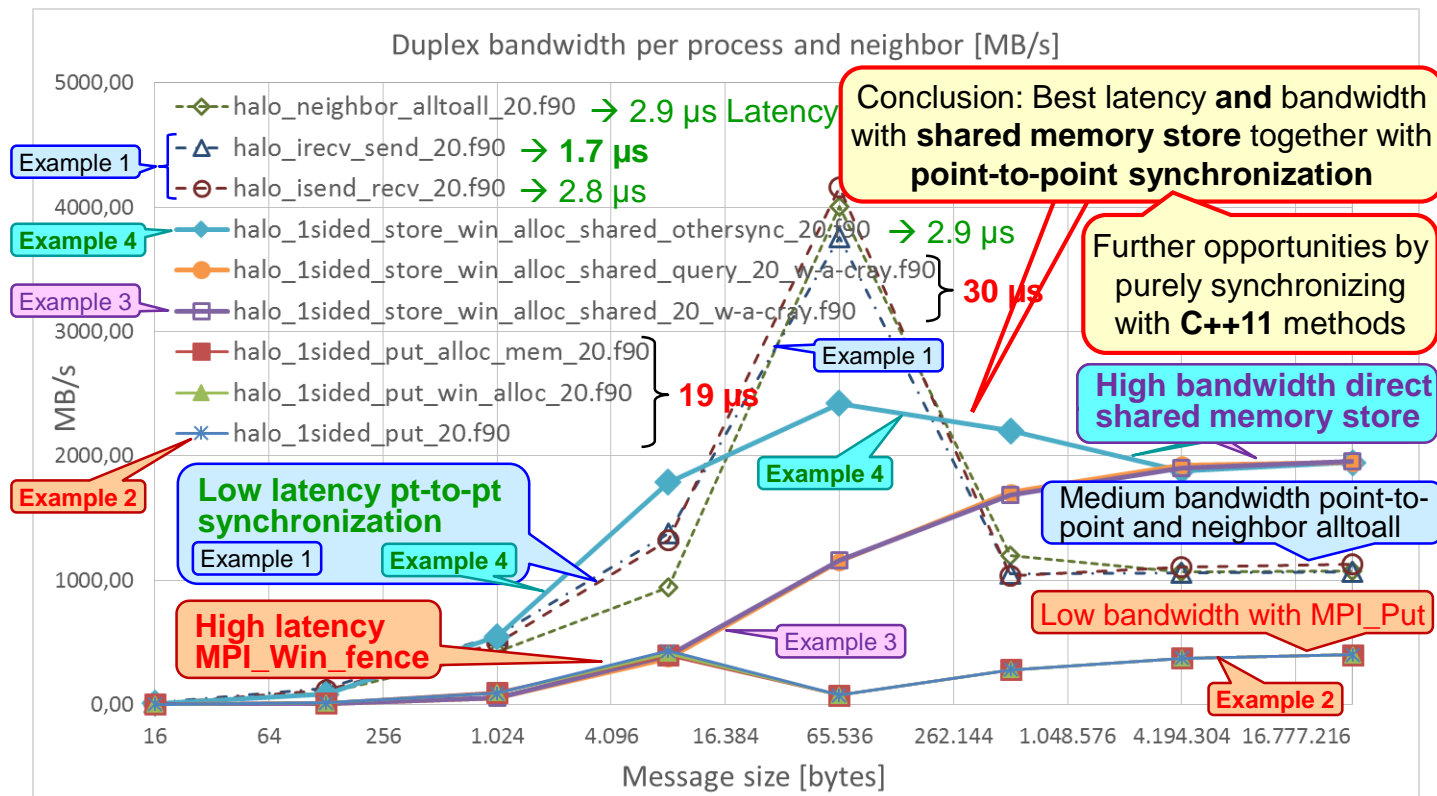 Duplex bandwidth per process and neighbor [MB/s]
5000,00
4000,00
3000,00
2000,00
1000,00
0,00
MB/s
halo_neighbor_alltoall_20.f90 → 2.9 µs Latency
Example 1
halo_irecv_send_20.f90 → 1.7 µs
halo_isend_recv_20.f90 → 2.8 µs
Example 4
halo_1sided_store_win_alloc_shared_othersync_20.f90 → 2.9 µs
halo_1sided_store_win_alloc_shared_query_20_w-a-cray.f90
Example 3
halo_1sided_store_win_alloc_shared_20_w-a-cray.f90
30 µs
halo_1sided_put_alloc_mem_20.f90
halo_1sided_put_win_alloc_20.f90
19 µs
halo_1sided_put_20.f90
Example 2
Conclusion: Best latency and bandwidth
with shared memory store together with
point-to-point synchronization
Further opportunities by
purely synchronizing
with C++11 methods
Example 1
High bandwidth direct
shared memory store
Example 4
Low latency pt-to-pt
synchronization
Example 1
Example 4
Medium bandwidth point-to-
point and neighbor alltoall
High latency
MPI_Win_fence
Example 3
Low bandwidth with MPI_Put
Example 2
16
64
256
1.024
4.096
16.384
65.536
262.144
1.048.576
4.194.304
16.777.216
Message size [bytes]